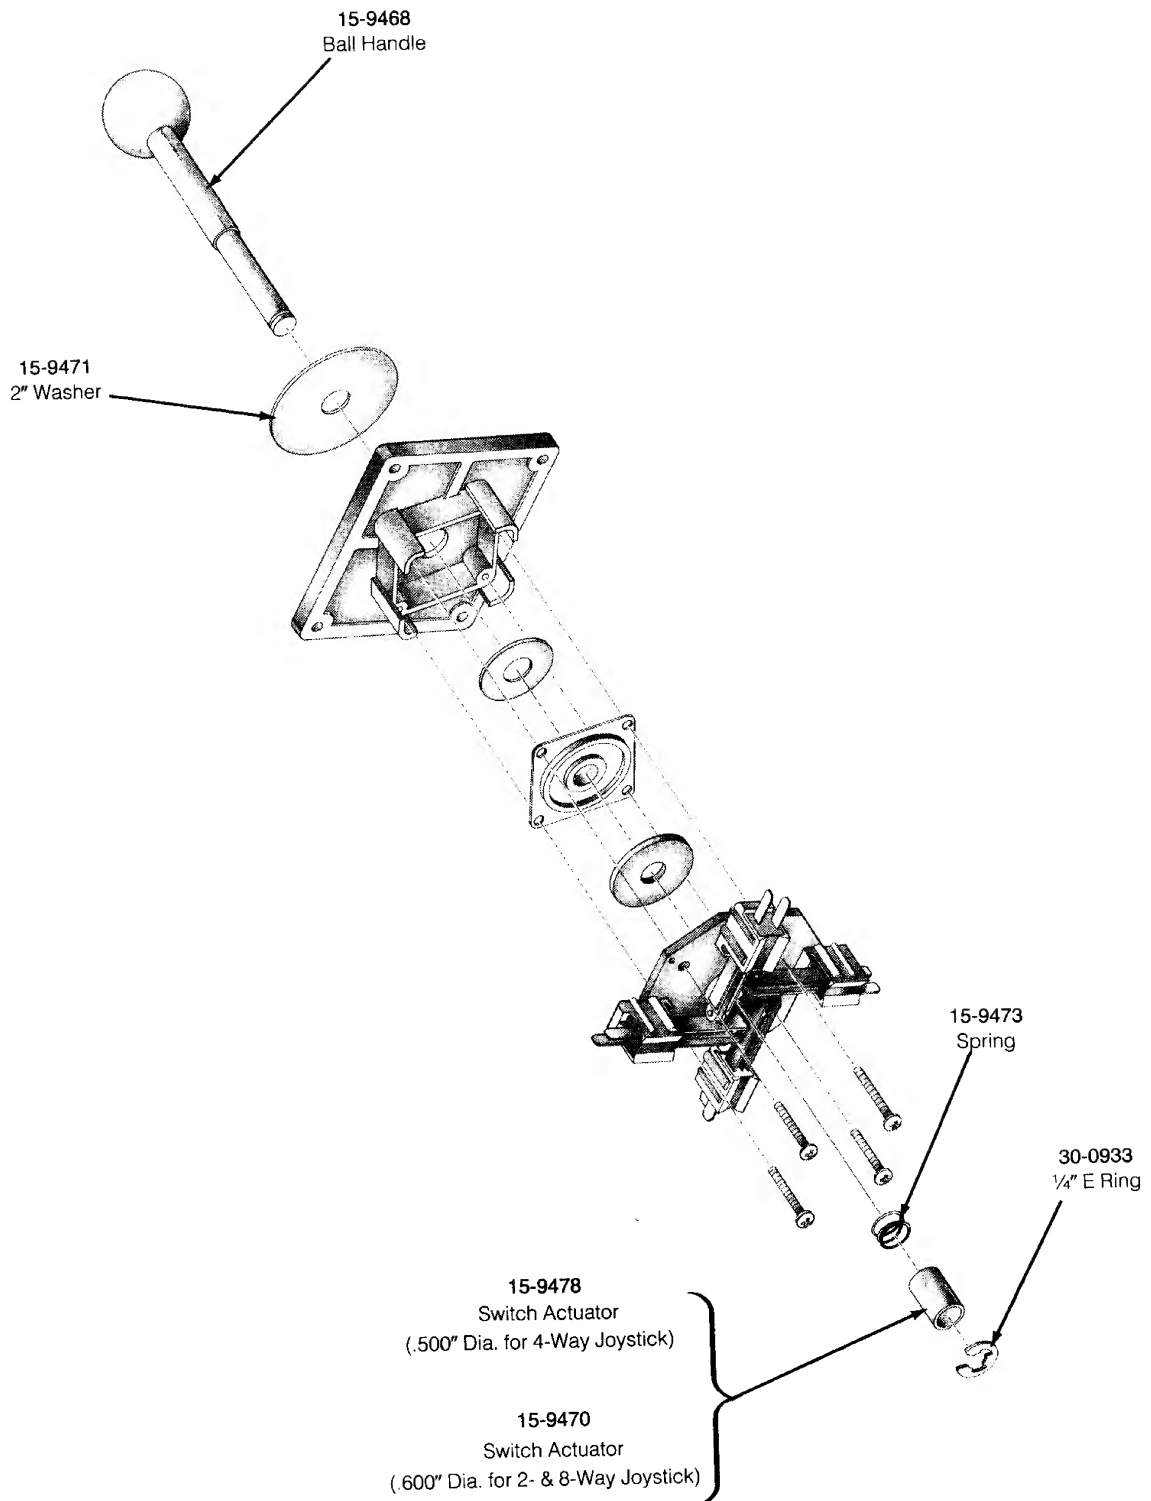 15-9468
Ball Handle
15-9471
2" Washer
15-9473
Spring
30-0933
¼" E Ring
15-9478
Switch Actuator
(.500" Dia. for 4-Way Joystick)
15-9470
Switch Actuator
(.600" Dia. for 2- & 8-Way Joystick)